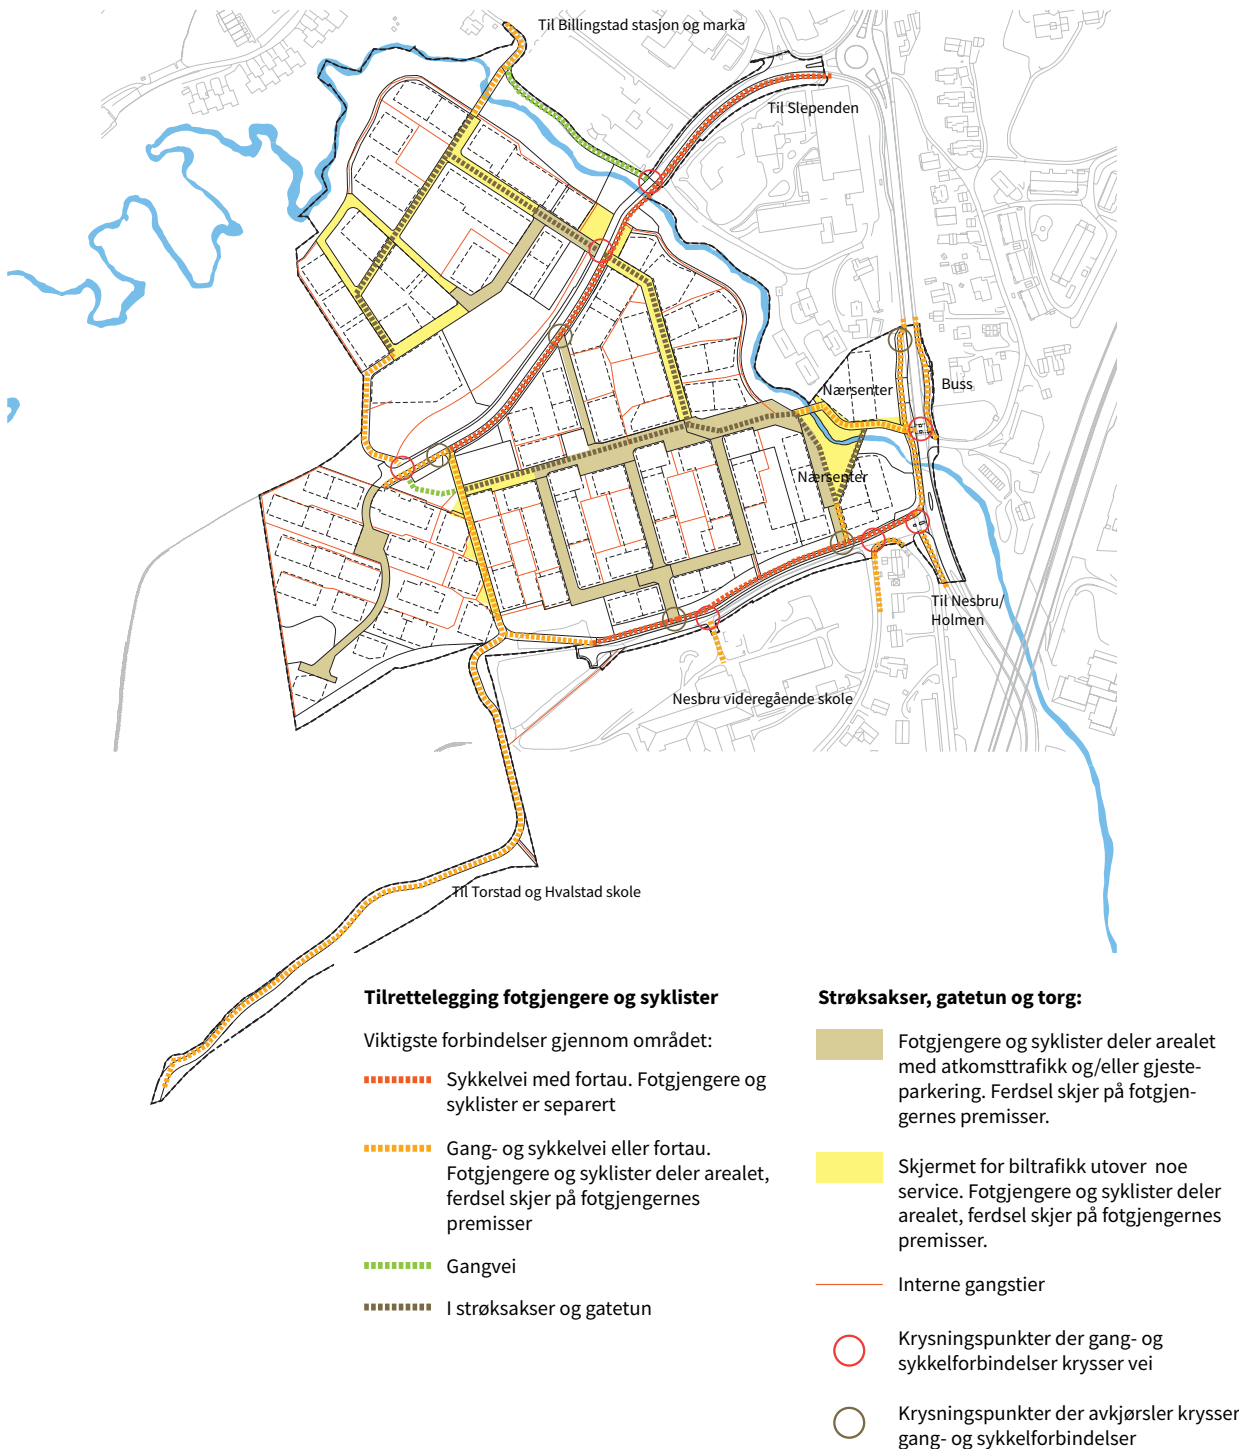 Til Billingstad stasjon og marka
Til Slependen
Nærsenter
Buss
Nærsenter
Til Nesbru/
Holmen
Nesbru videregående skole
Til Torstad og Hvalstad skole
Tilrettelegging fotgjengere og syklister
Viktigste forbindelser gjennom området:
Sykkelvei med fortau. Fotgjengere og
syklister er separert
Gang- og sykkelvei eller fortau.
Fotgjengere og syklister deler arealet,
ferdsel skjer på fotgjengernes
premisser
Gangvei
I strøksakser og gatetun
Strøksakser, gatetun og torg:
Fotgjengere og syklister deler arealet
med atkomsttrafikk og/eller gjeste-
parkering. Ferdsel skjer på fotgjen-
gernes premisser.
Skjermet for biltrafikk utover  noe
service. Fotgjengere og syklister deler
arealet, ferdsel skjer på fotgjengernes
premisser.
Interne gangstier
Krysningspunkter der gang- og
sykkelforbindelser krysser vei
Krysningspunkter der avkjørsler krysser
gang- og sykkelforbindelser